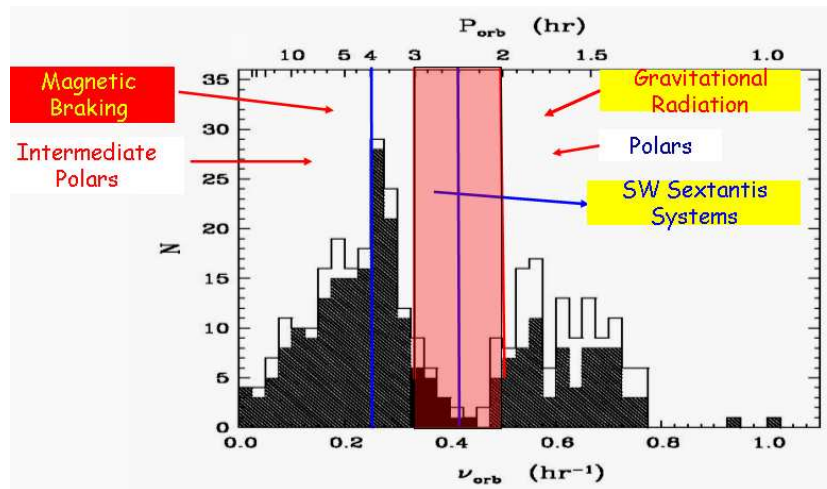 P_orb (hr)
10 5 4 3 2 1.5 1.0
Magnetic
Braking
Gravitational
Radiation
Intermediate
Polars
Polars
SW Sextantis
Systems
N
35
30
25
20
15
10
5
0
0.0 0.2 0.4 0.6 0.8 1.0
ν_orb (hr⁻¹)